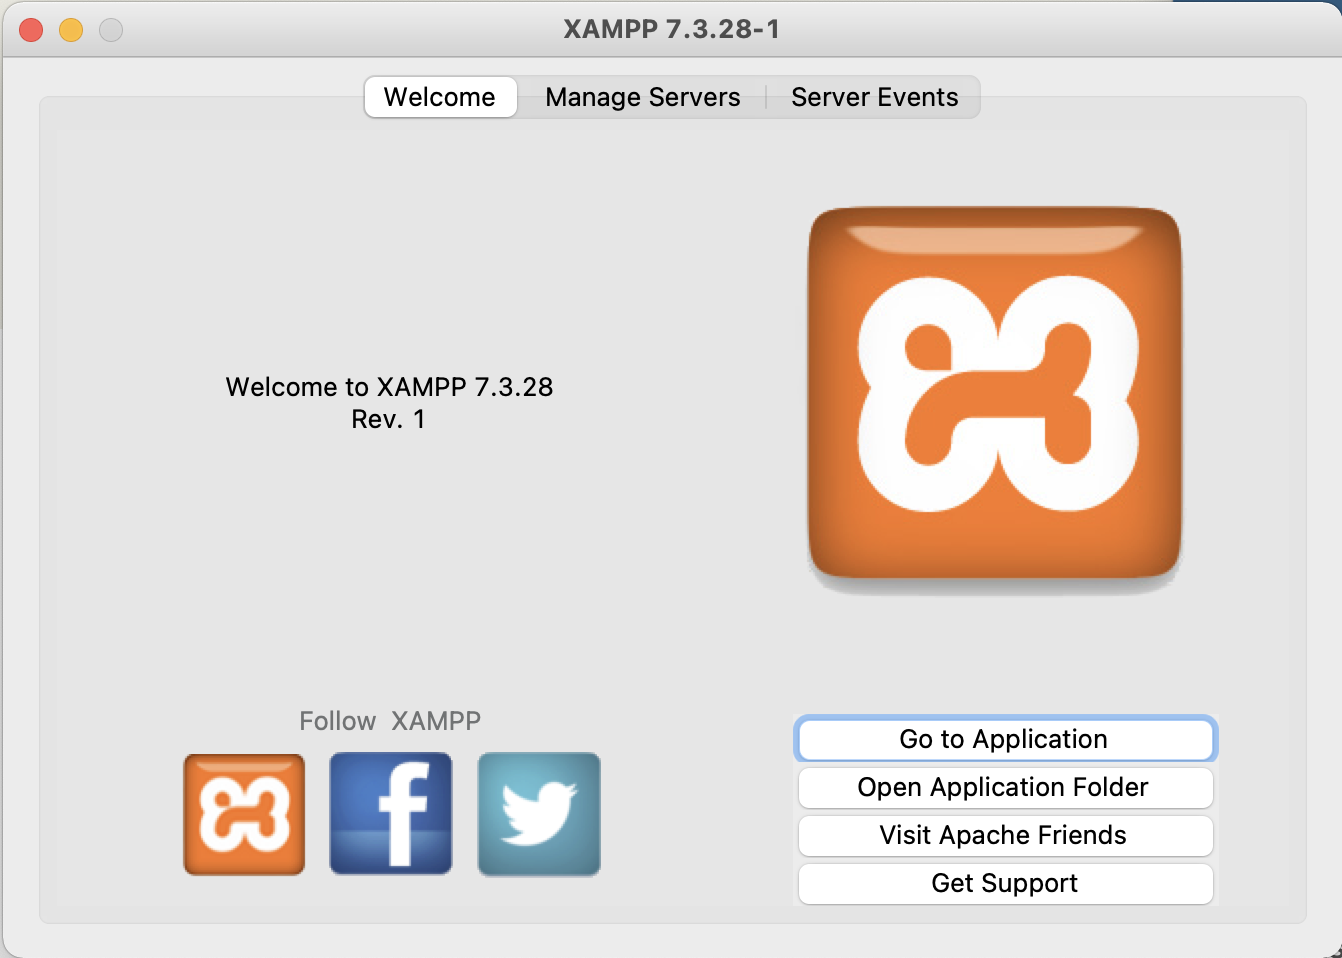 XAMPP 7.3.28-1
Welcome
Manage Servers
Server Events
Welcome to XAMPP 7.3.28
Rev. 1
Follow XAMPP
Go to Application
Open Application Folder
Visit Apache Friends
Get Support